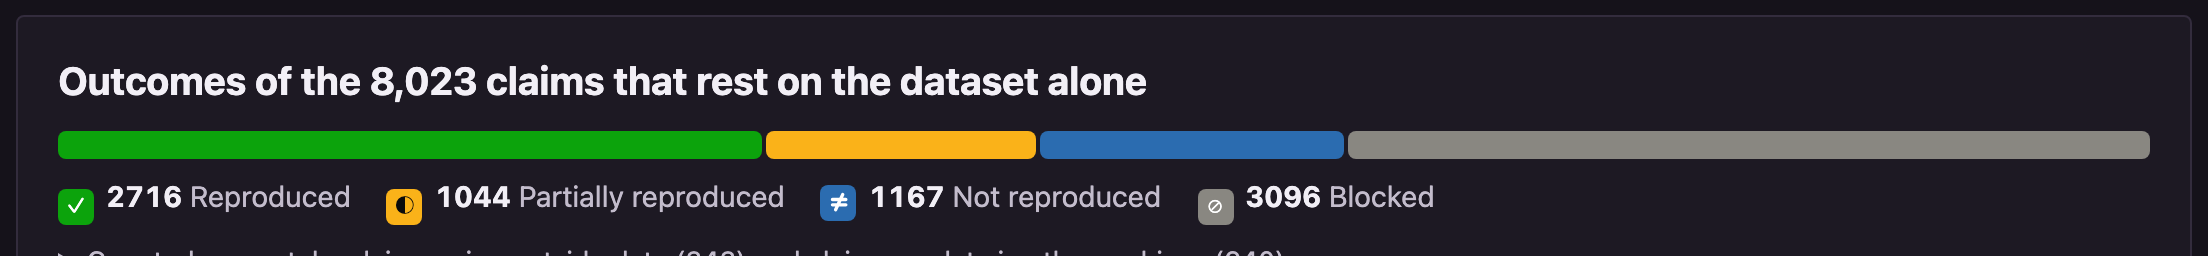 Outcomes of the 8,023 claims that rest on the dataset alone
2716 Reproduced 1044 Partially reproduced ≠ 1167 Not reproduced 3096 Blocked